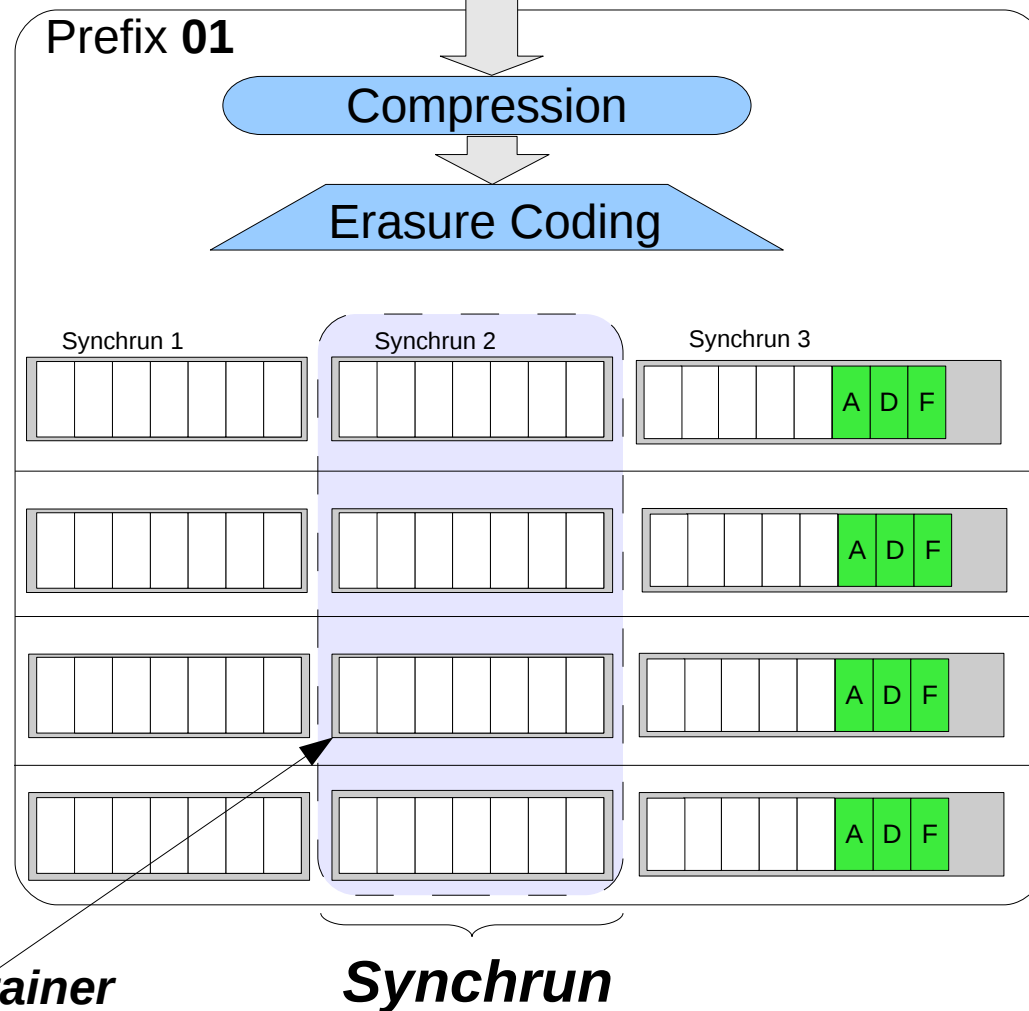 Prefix 01
Compression
Erasure Coding
Synchrun 1
Synchrun 2
Synchrun 3
A D F
A D F
A D F
A D F
Synchrun